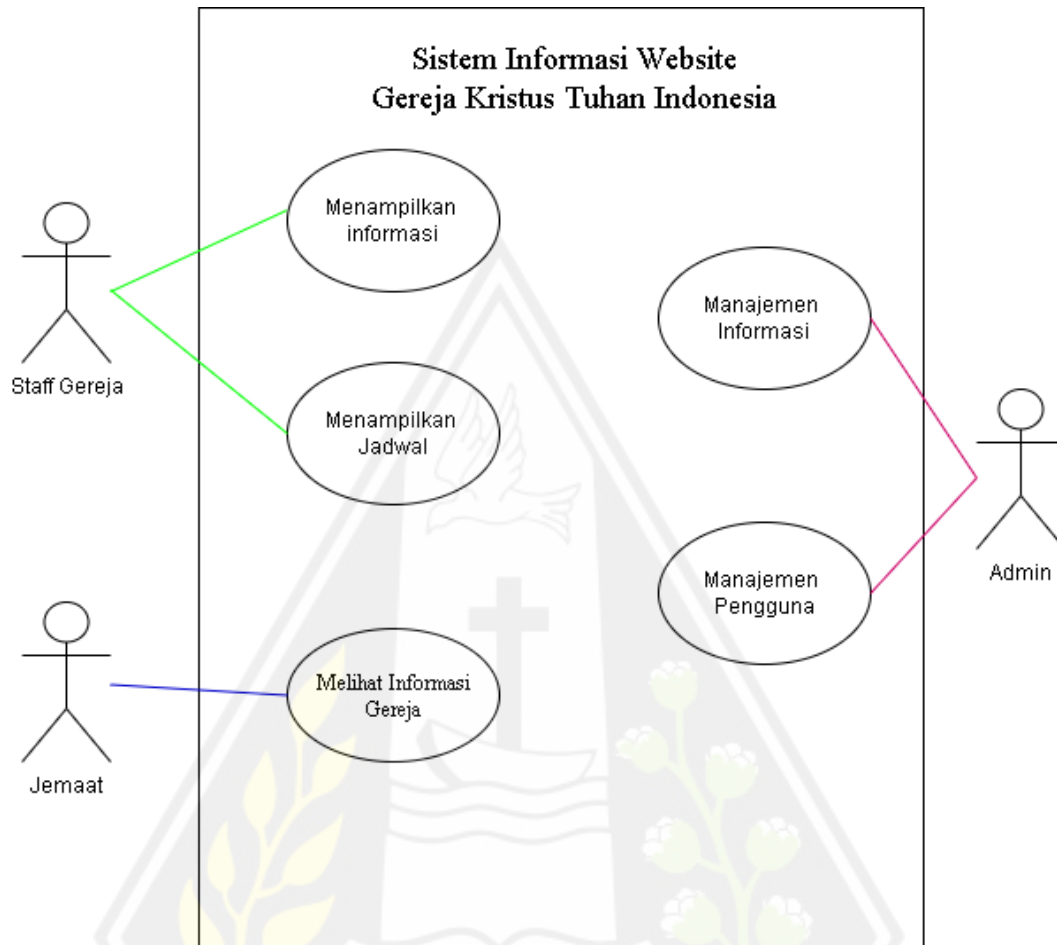 Sistem Informasi Website
Gereja Kristus Tuhan Indonesia
Menampilkan
informasi
Manajemen
Informasi
Staff Gereja
Menampilkan
Jadwal
Admin
Manajemen
Pengguna
Melihat Informasi
Gereja
Jemaat